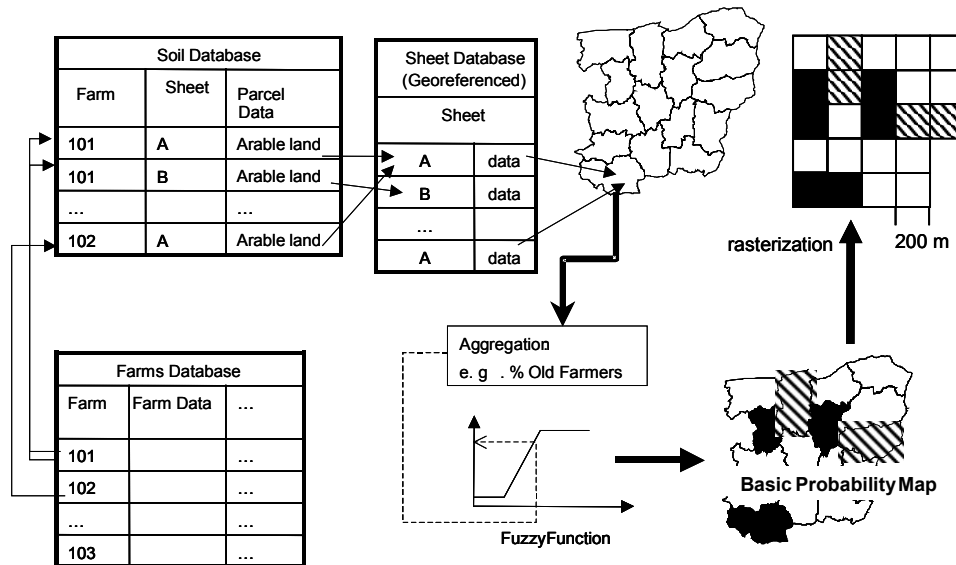 Soil Database
Farm Sheet Parcel Data
101 A Arable land
101 B Arable land
... ...
102 A Arable land
Sheet Database
(Georeferenced)
Sheet
A data
B data
...
A data
rasterization
200 m
Aggregation
e. g . % Old Farmers
FuzzyFunction
Basic Probability Map
Farms Database
Farm Farm Data ...
101 ...
102 ...
... ...
103 ...